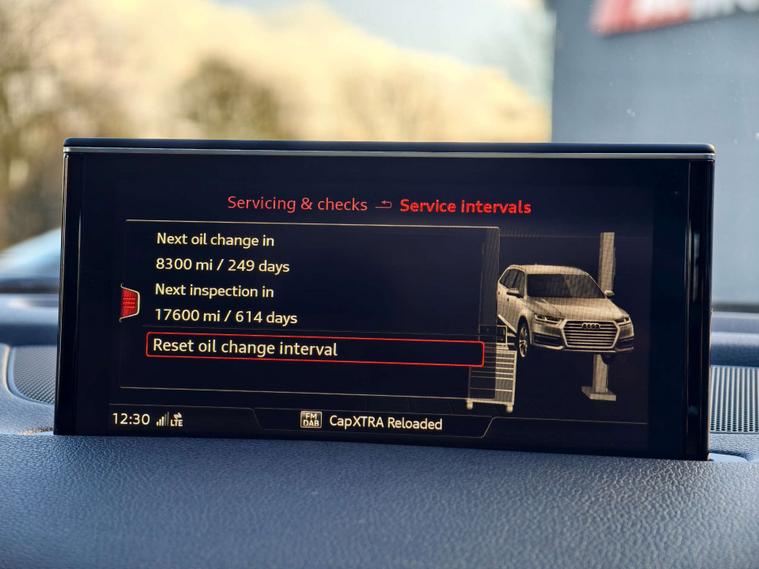 Servicing & checks Service intervals
Next oil change in
8300 mi / 249 days
Next inspection in
17600 mi / 614 days
Reset oil change interval
12:30 LTE FM DAB CapXTRA Reloaded